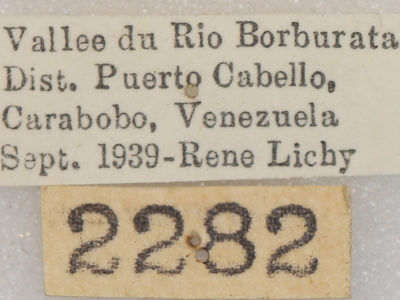 Vallee du Rio Borburata
Dist. Puerto Cabello,
Carabobo, Venezuela
Sept. 1939-Rene Lichy
2282